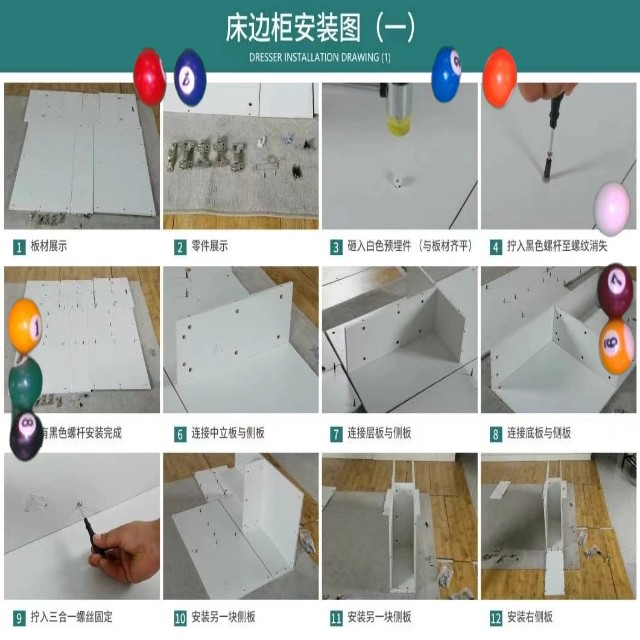 床边柜安装图（一）
DRESSER INSTALLATION DRAWING (1)
1 板材展示
2 零件展示
3 砸入白色预埋件（与板材齐平）
4 拧入黑色螺杆至螺纹消失
有黑色螺杆安装完成
6 连接中立板与侧板
7 连接层板与侧板
8 连接底板与侧板
9 拧入三合一螺丝固定
10 安装另一块侧板
11 安装另一块侧板
12 安装右侧板
1
8
7
6